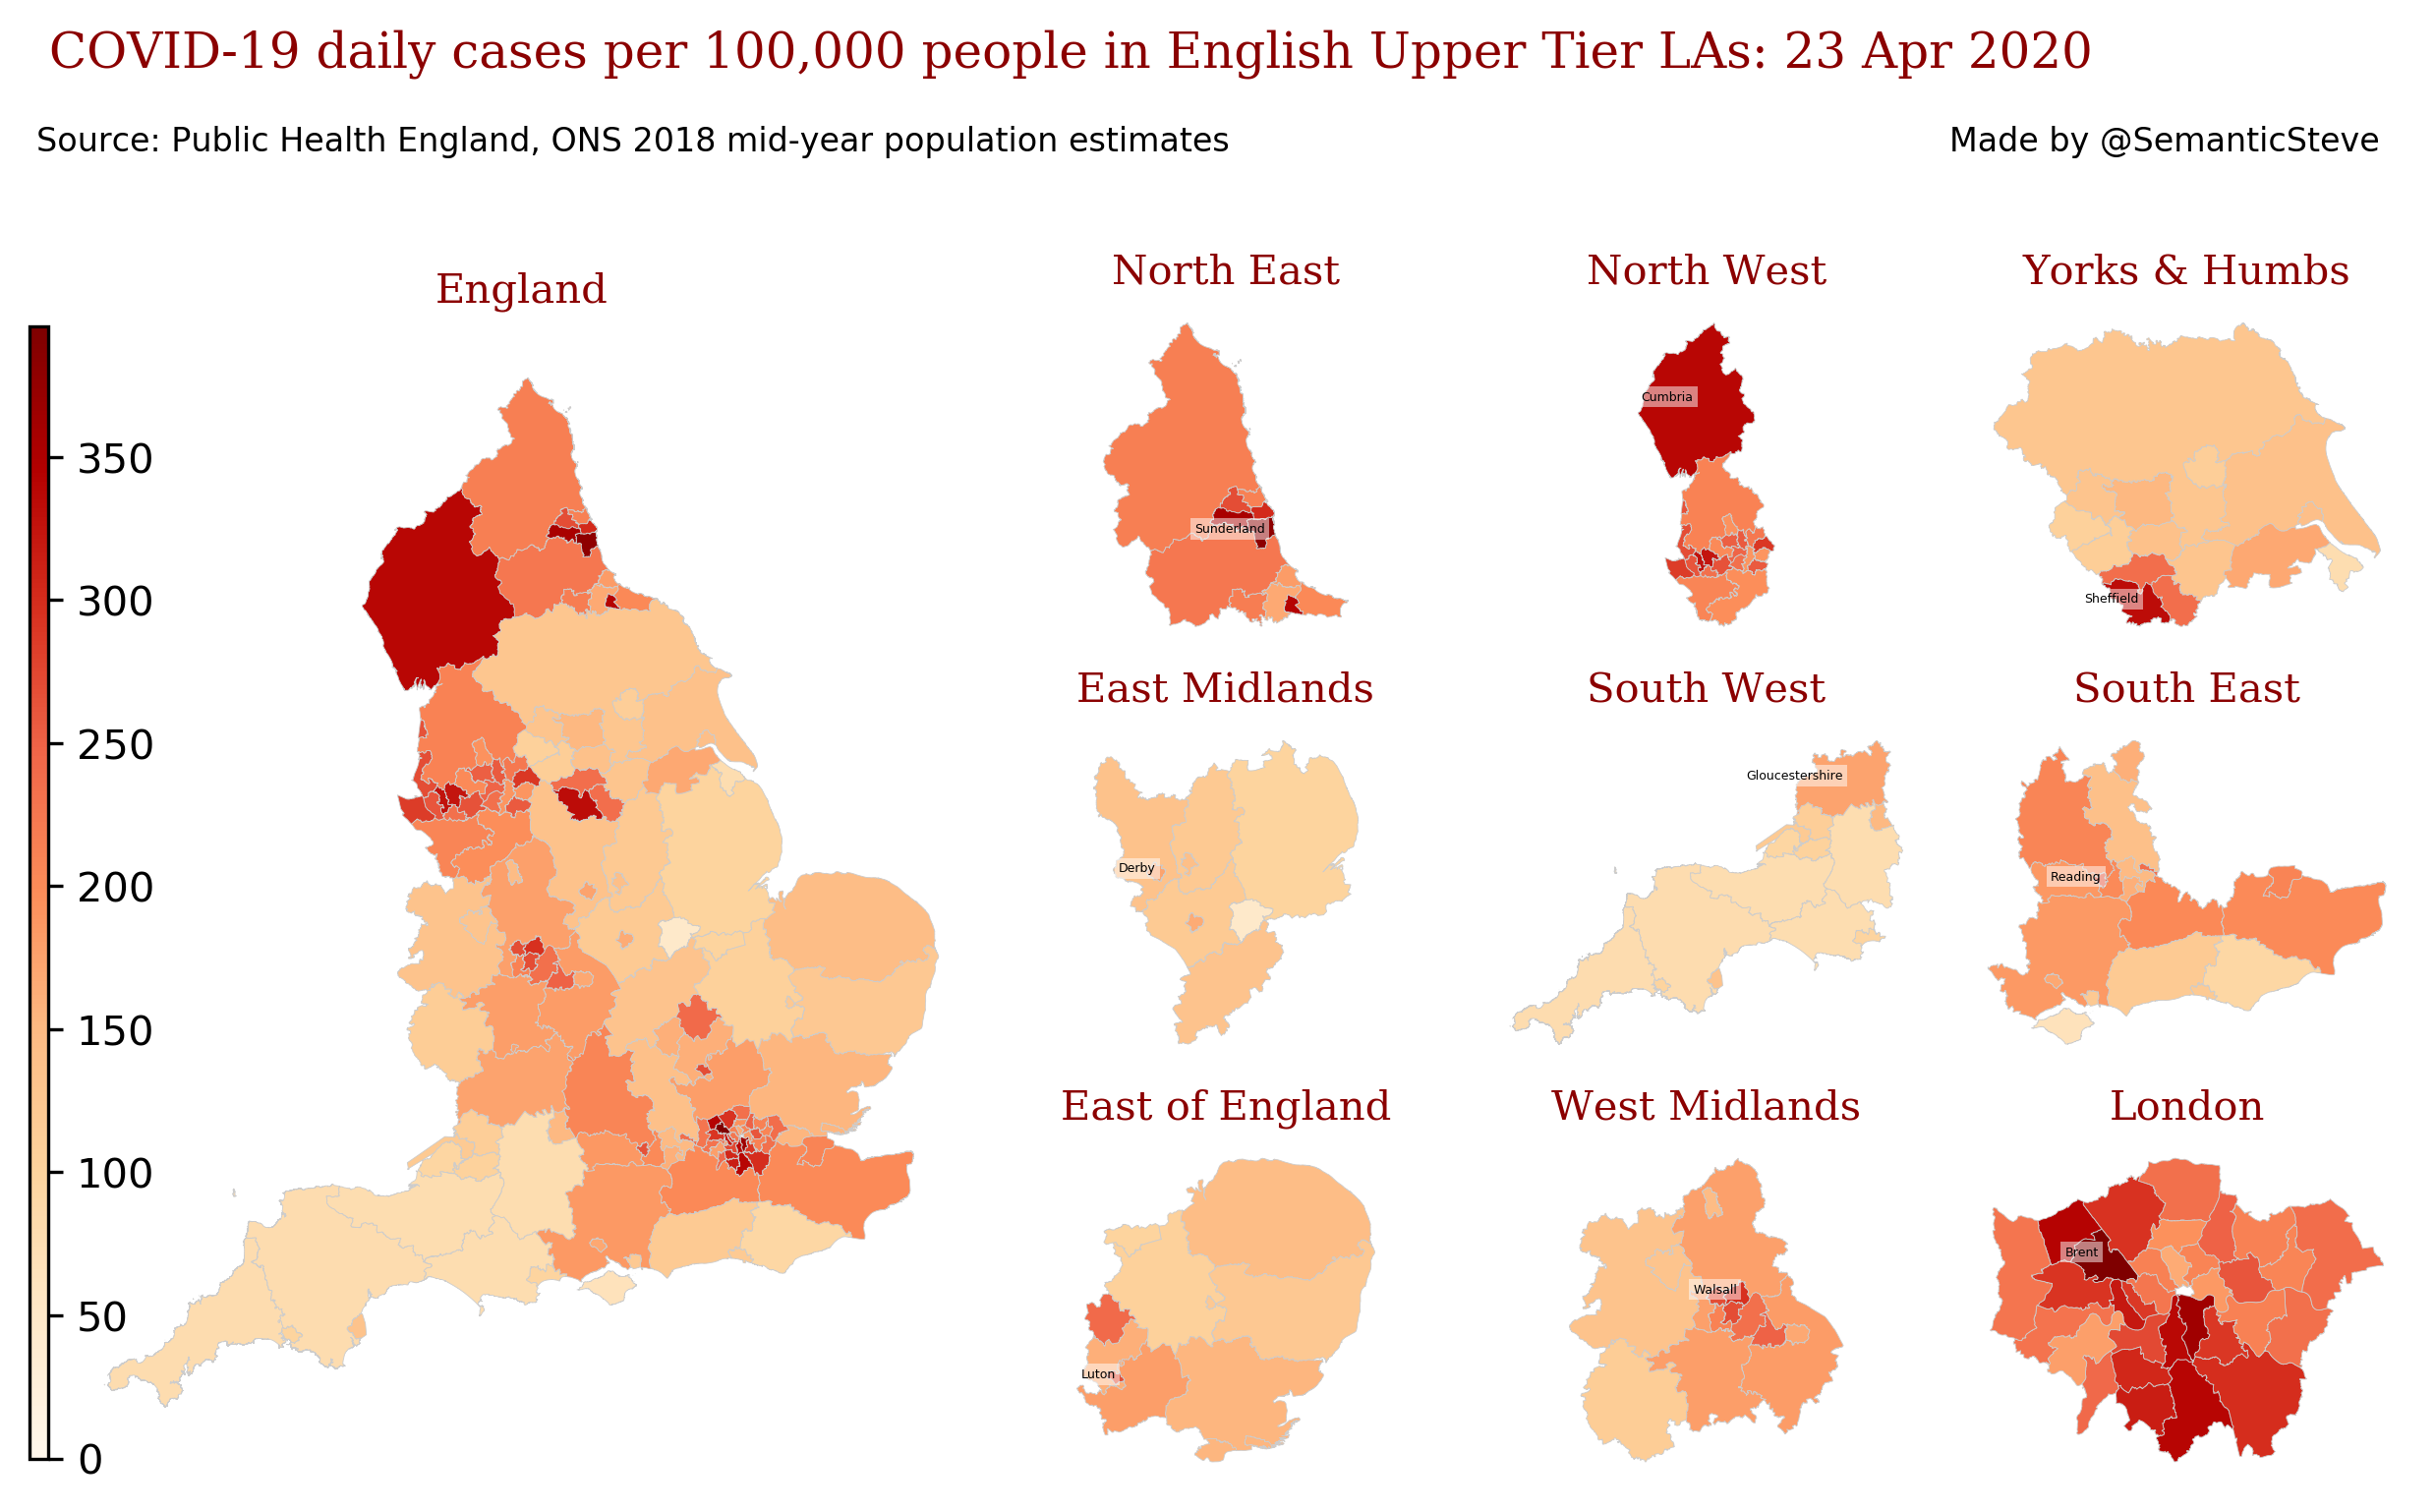 COVID-19 daily cases per 100,000 people in English Upper Tier LAs: 23 Apr 2020
Source: Public Health England, ONS 2018 mid-year population estimates
Made by @SemanticSteve
England
350
300
250
200
150
100
50
0
North East
Sunderland
North West
Cumbria
Yorks & Humbs
Sheffield
East Midlands
Derby
South West
Gloucestershire
South East
Reading
East of England
Luton
West Midlands
Walsall
London
Brent